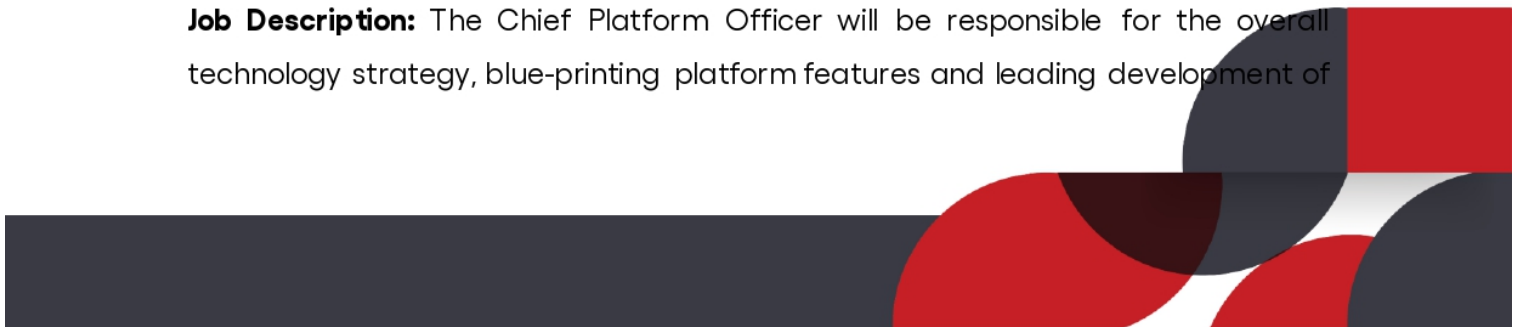 Job Description: The Chief Platform Officer will be responsible for the overall
technology strategy, blue-printing platform features and leading development of